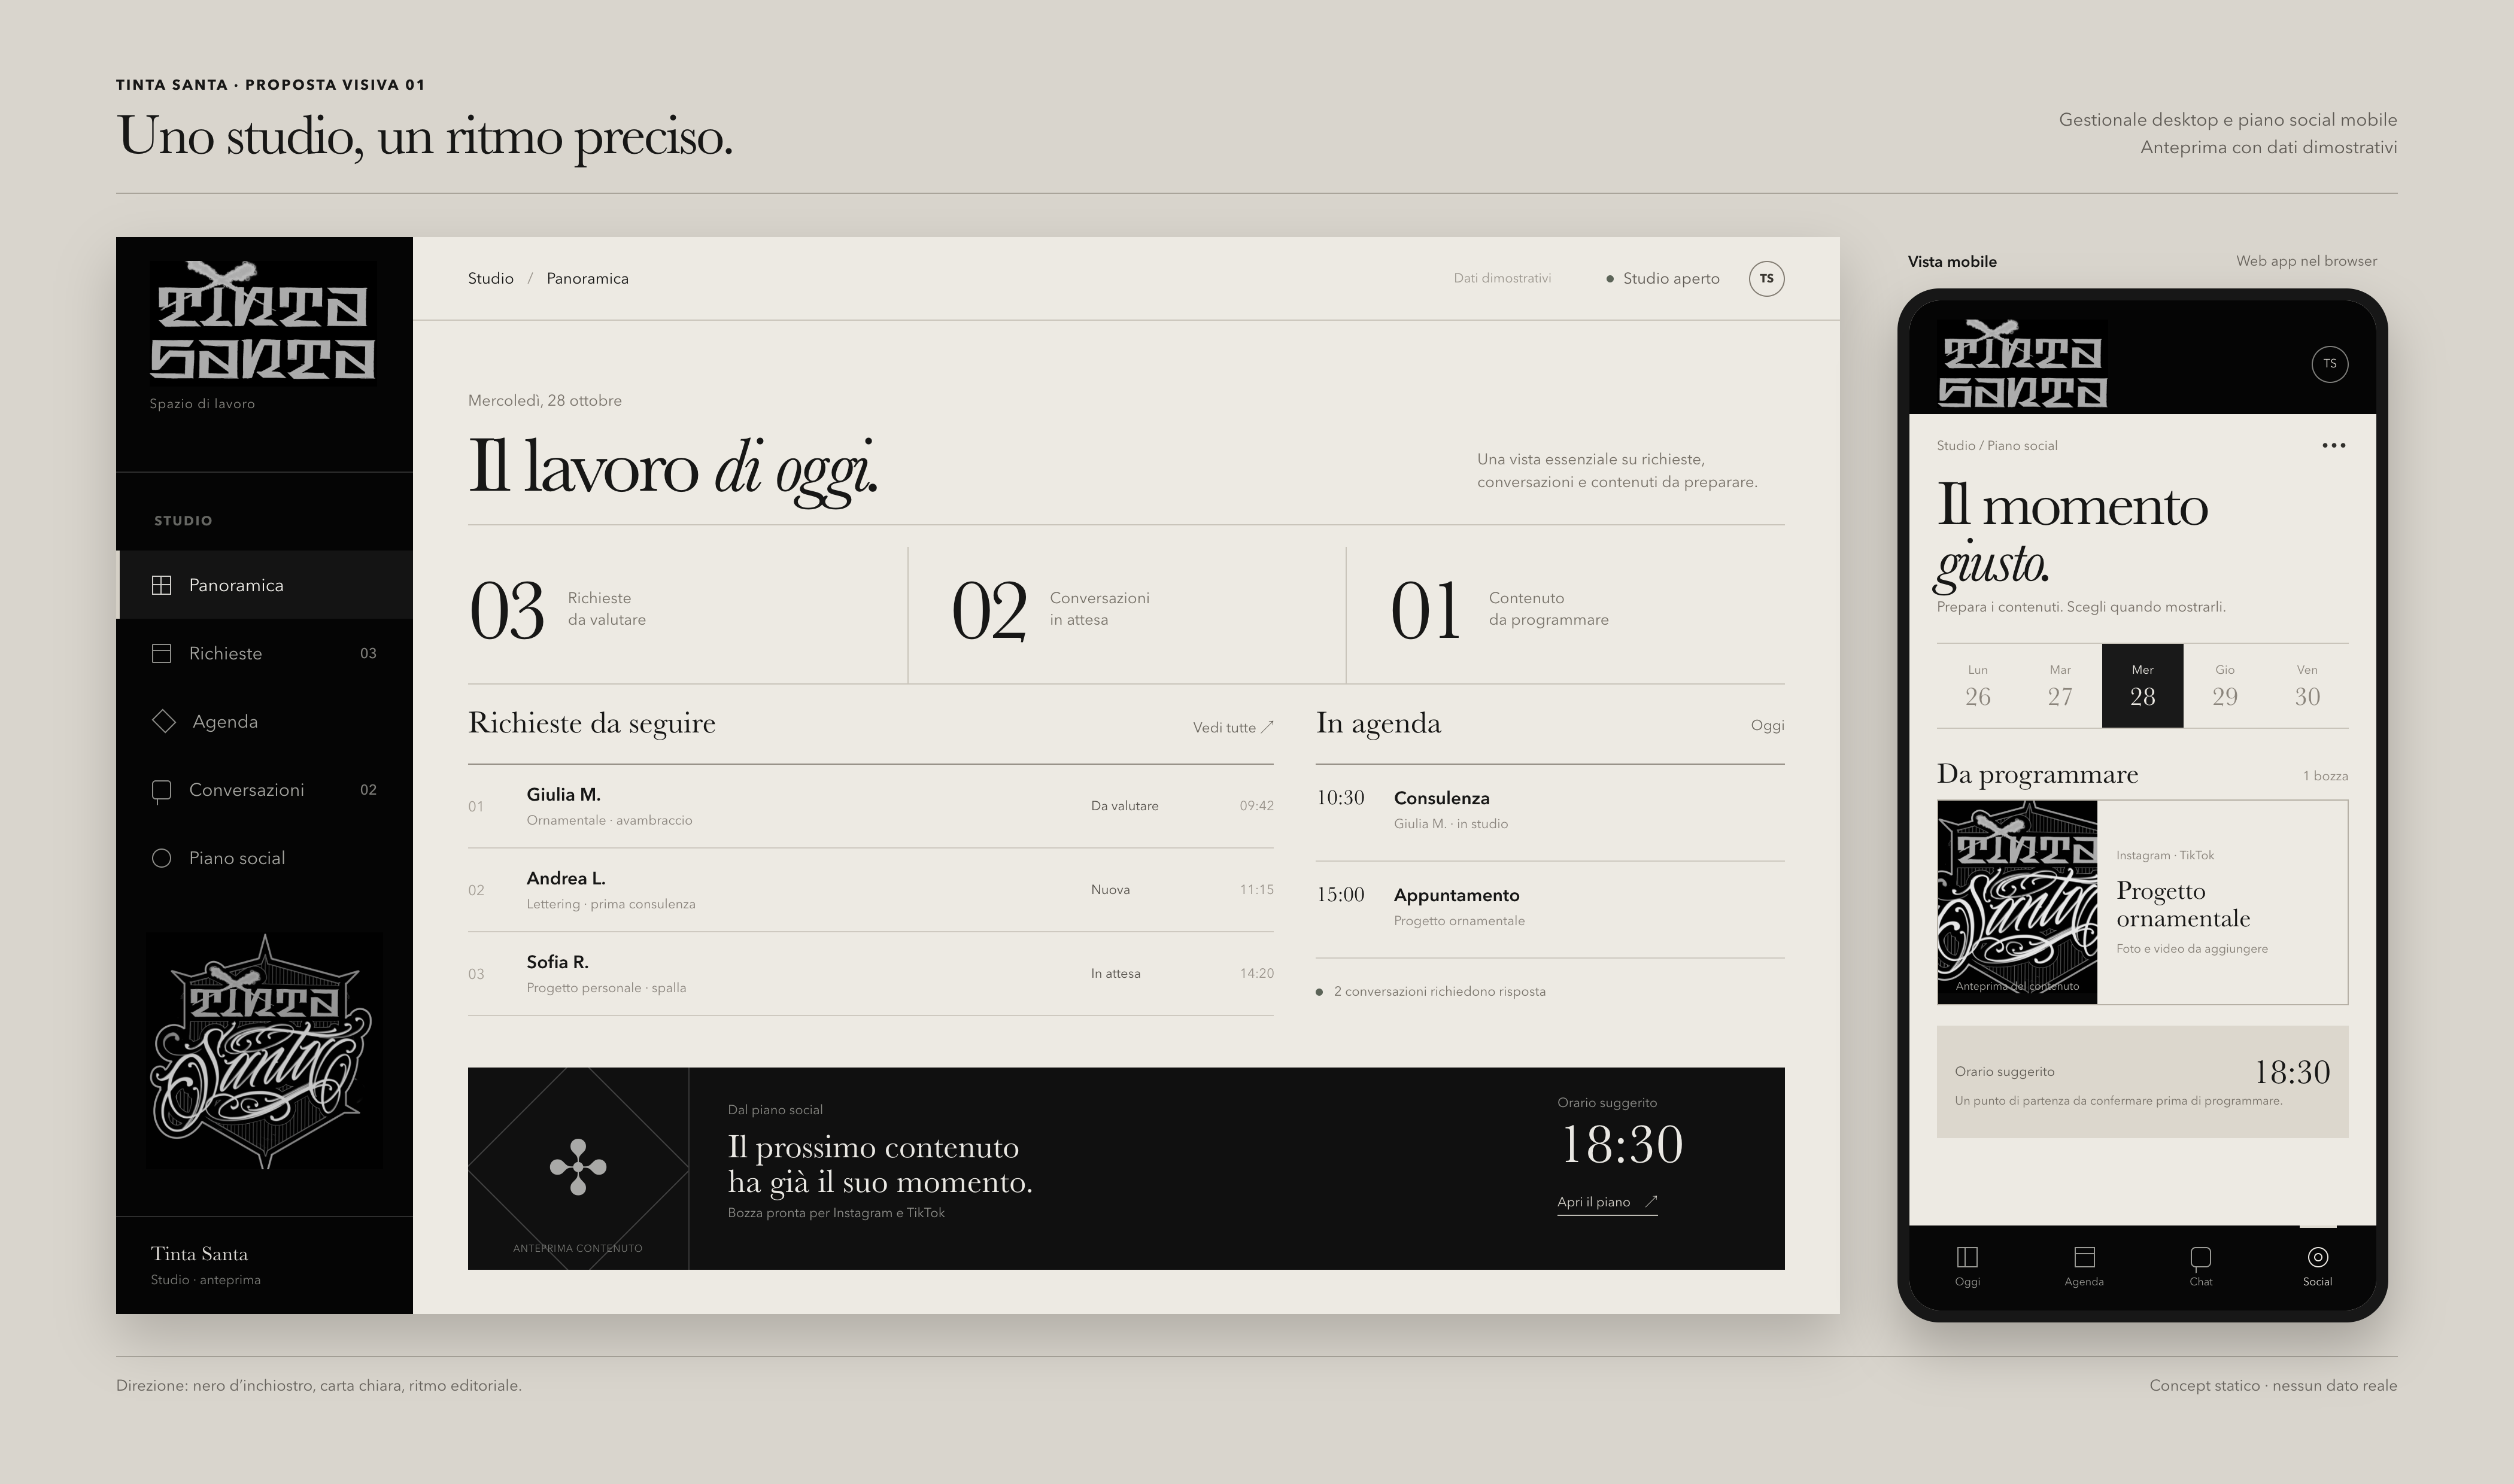 TINTA SANTA · PROPOSTA VISIVA 01
Uno studio, un ritmo preciso.
Gestionale desktop e piano social mobile
Anteprima con dati dimostrativi
TINTA
SANTA
Spazio di lavoro
STUDIO
Panoramica
Richieste 03
Agenda
Conversazioni 02
Piano social
TINTA
Santa
Tinta Santa
Studio · anteprima
Studio / Panoramica
Dati dimostrativi
Studio aperto
TS
Mercoledì, 28 ottobre
Il lavoro di oggi.
Una vista essenziale su richieste,
conversazioni e contenuti da preparare.
03
Richieste
da valutare
02
Conversazioni
in attesa
01
Contenuto
da programmare
Richieste da seguire
Vedi tutte ↗
01
Giulia M.
Ornamentale · avambraccio
Da valutare
09:42
02
Andrea L.
Lettering · prima consulenza
Nuova
11:15
03
Sofia R.
Progetto personale · spalla
In attesa
14:20
In agenda
Oggi
10:30
Consulenza
Giulia M. · in studio
15:00
Appuntamento
Progetto ornamentale
2 conversazioni richiedono risposta
ANTEPRIMA CONTENUTO
Dal piano social
Il prossimo contenuto
ha già il suo momento.
Bozza pronta per Instagram e TikTok
Orario suggerito
18:30
Apri il piano ↗
Vista mobile
Web app nel browser
TINTA
SANTA
TS
Studio / Piano social
Il momento
giusto.
Prepara i contenuti. Scegli quando mostrarli.
Lun Mar Mer Gio Ven
26 27 28 29 30
Da programmare
1 bozza
TINTA
Santa
Anteprima del contenuto
Instagram · TikTok
Progetto
ornamentale
Foto e video da aggiungere
Orario suggerito
18:30
Un punto di partenza da confermare prima di programmare.
Oggi Agenda Chat Social
Direzione: nero d’inchiostro, carta chiara, ritmo editoriale.
Concept statico · nessun dato reale